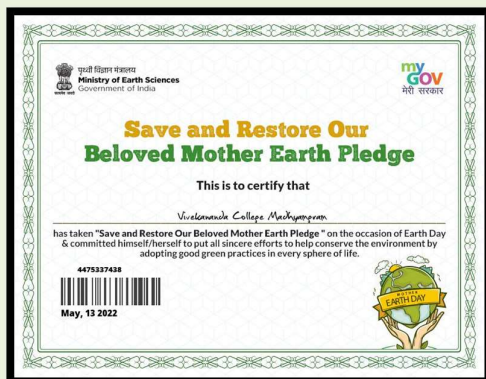 पृथ्वी विज्ञान मंत्रालय
Ministry of Earth Sciences
Government of India
my
GOV
मेरी सरकार
Save and Restore Our
Beloved Mother Earth Pledge
This is to certify that
Vivekananda College Madhyamgram
has taken "Save and Restore Our Beloved Mother Earth Pledge " on the occasion of Earth Day
& committed himself/herself to put all sincere efforts to help conserve the environment by
adopting good green practices in every sphere of life.
4475337438
May, 13 2022
MOTHER
EARTH DAY